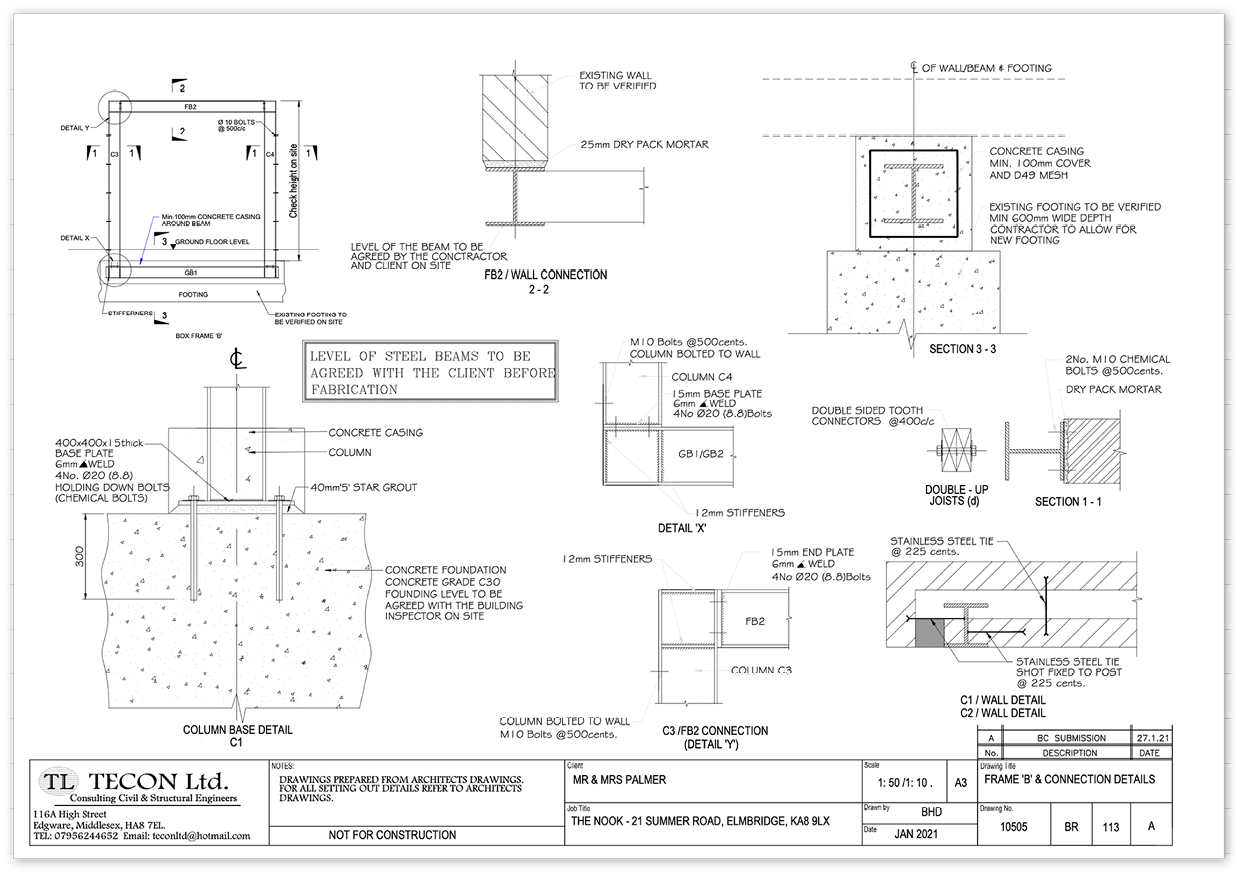 2
FB2
DETAIL Y
Ø 10 BOLTS
@ 500c/c
2
1
C3
1
1
C4
1
Check height on site
Min.100mm CONCRETE CASING
AROUND BEAM
DETAIL X
3
GROUND FLOOR LEVEL
GB1
FOOTING
STIFFERNERS
3
EXISTING FOOTING TO
BE VERIFIED ON SITE
BOX FRAME 'B'
EXISTING WALL
TO BE VERIFIED
25mm DRY PACK MORTAR
LEVEL OF THE BEAM TO BE
AGREED BY THE CONCTRACTOR
AND CLIENT ON SITE
FB2 / WALL CONNECTION
2 - 2
℄ OF WALL/BEAM & FOOTING
CONCRETE CASING
MIN. 100mm COVER
AND D49 MESH
EXISTING FOOTING TO BE VERIFIED
MIN 600mm WIDE DEPTH
CONTRACTOR TO ALLOW FOR
NEW FOOTING
SECTION 3 - 3
LEVEL OF STEEL BEAMS TO BE
AGREED WITH THE CLIENT BEFORE
FABRICATION
℄
CONCRETE CASING
COLUMN
400x400x15thick
BASE PLATE
6mm WELD
4No. Ø20 (8.8)
HOLDING DOWN BOLTS
(CHEMICAL BOLTS)
40mm'5' STAR GROUT
300
CONCRETE FOUNDATION
CONCRETE GRADE C30
FOUNDING LEVEL TO BE
AGREED WITH THE BUILDING
INSPECTOR ON SITE
COLUMN BASE DETAIL
C1
M10 Bolts @500cents.
COLUMN BOLTED TO WALL
COLUMN C4
15mm BASE PLATE
6mm WELD
4No Ø20 (8.8)Bolts
GB1/GB2
12mm STIFFENERS
DETAIL 'X'
12mm STIFFENERS
15mm END PLATE
6mm WELD
4No Ø20 (8.8)Bolts
FB2
COLUMN C3
COLUMN BOLTED TO WALL
M10 Bolts @500cents.
C3 /FB2 CONNECTION
(DETAIL 'Y')
2No. M10 CHEMICAL
BOLTS @500cents.
DRY PACK MORTAR
DOUBLE SIDED TOOTH
CONNECTORS @400c/c
DOUBLE - UP
JOISTS (d)
SECTION 1 - 1
STAINLESS STEEL TIE
@ 225 cents.
STAINLESS STEEL TIE
SHOT FIXED TO POST
@ 225 cents.
C1 / WALL DETAIL
C2 / WALL DETAIL
A BC SUBMISSION 27.1.21
No. DESCRIPTION DATE
TL TECON Ltd.
Consulting Civil & Structural Engineers
116A High Street
Edgware, Middlesex, HA8 7EL.
TEL: 07956244652 Email: teconltd@hotmail.com
NOTES:
DRAWINGS PREPARED FROM ARCHITECTS DRAWINGS.
FOR ALL SETTING OUT DETAILS REFER TO ARCHITECTS
DRAWINGS.
NOT FOR CONSTRUCTION
Client
MR & MRS PALMER
Job Title
THE NOOK - 21 SUMMER ROAD, ELMBRIDGE, KA8 9LX
Scale
1: 50 /1: 10 .
A3
Drawn by
BHD
Date
JAN 2021
Drawing Title
FRAME 'B' & CONNECTION DETAILS
Drawing No.
10505 BR 113 A